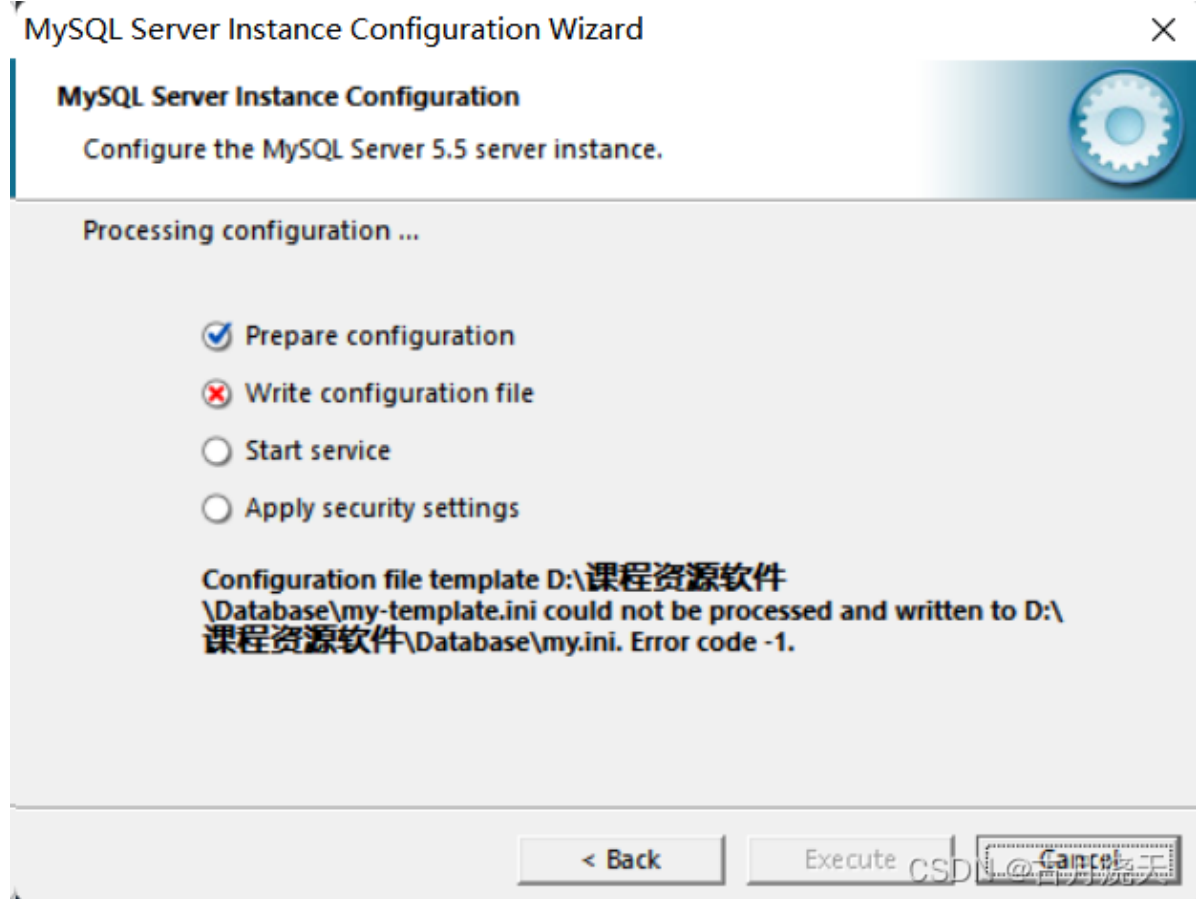 MySQL Server Instance Configuration Wizard
MySQL Server Instance Configuration
Configure the MySQL Server 5.5 server instance.
Processing configuration ...
Prepare configuration
Write configuration file
Start service
Apply security settings
Configuration file template D:\课程资源软件
\Database\my-template.ini could not be processed and written to D:\
课程资源软件\Database\my.ini. Error code -1.
< Back
Execute
Cancel
CSDN